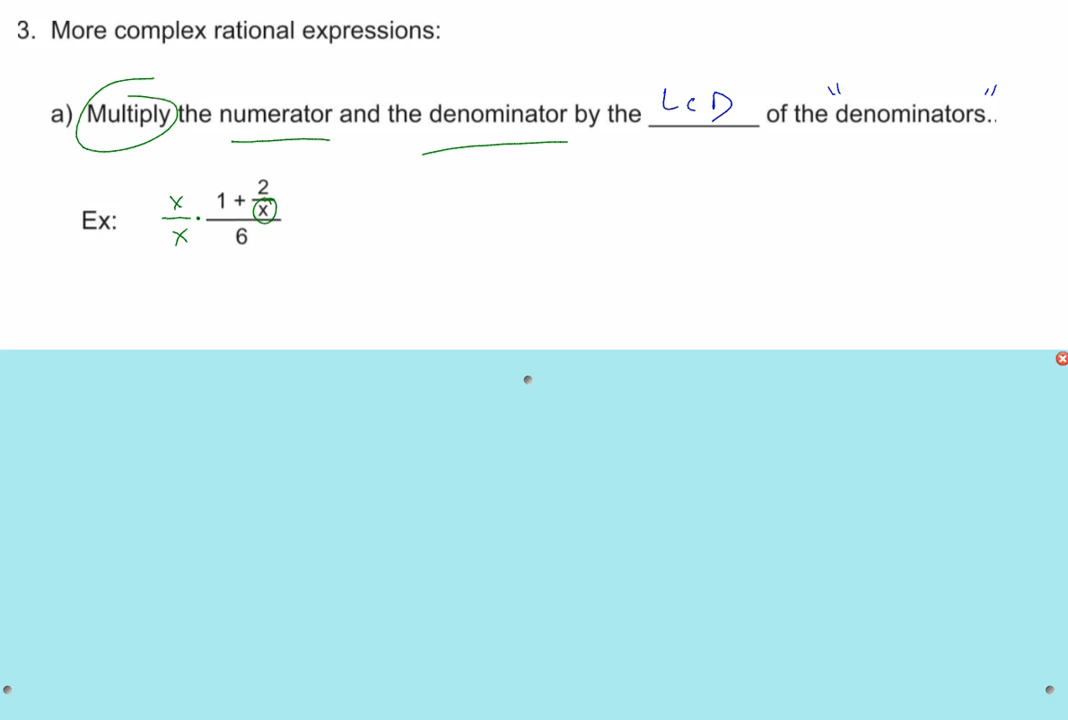 3. More complex rational expressions:
a) Multiply the numerator and the denominator by the LCD of the "denominators"..
Ex: x/x · (1 + 2/x)/6